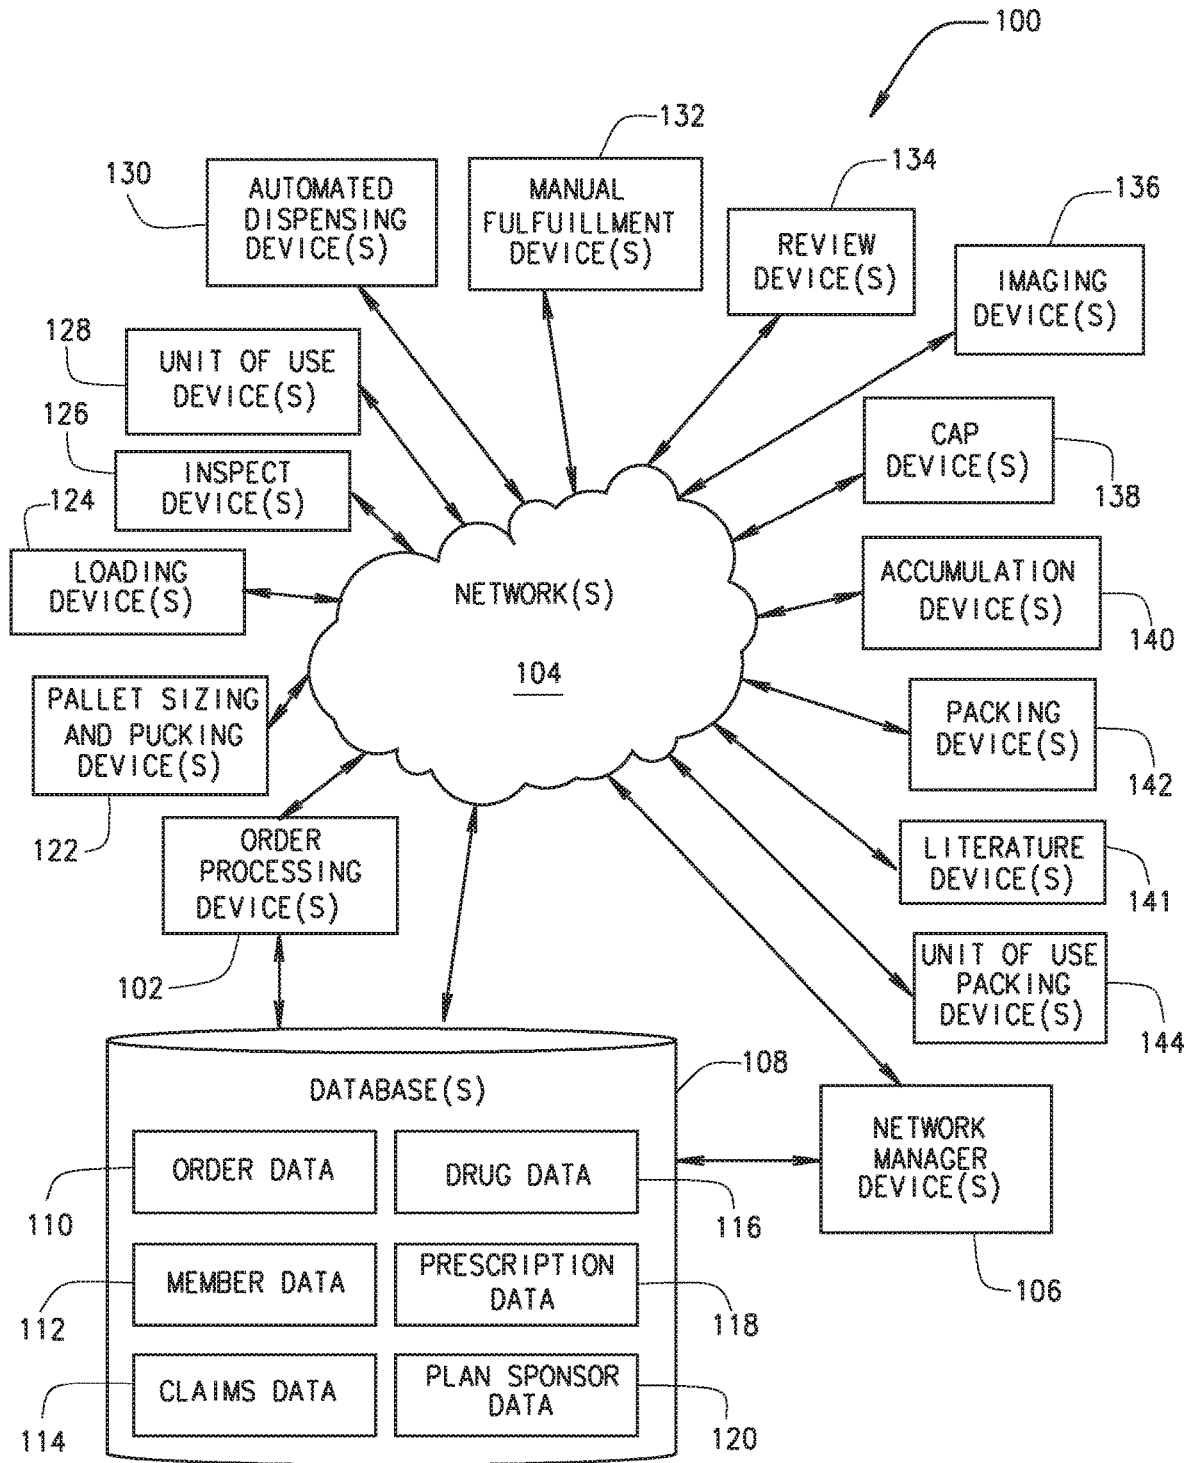 100
132
130
AUTOMATED
DISPENSING
DEVICE(S)
MANUAL
FULFUILLMENT
DEVICE(S)
134
REVIEW
DEVICE(S)
136
IMAGING
DEVICE(S)
128
UNIT OF USE
DEVICE(S)
126
INSPECT
DEVICE(S)
CAP
DEVICE(S)
138
124
LOADING
DEVICE(S)
NETWORK(S)
104
ACCUMULATION
DEVICE(S)
140
PALLET SIZING
AND PUCKING
DEVICE(S)
122
PACKING
DEVICE(S)
142
ORDER
PROCESSING
DEVICE(S)
102
LITERATURE
DEVICE(S)
141
UNIT OF USE
PACKING
DEVICE(S)
144
DATABASE(S)
108
NETWORK
MANAGER
DEVICE(S)
106
ORDER DATA
110
DRUG DATA
116
MEMBER DATA
112
PRESCRIPTION
DATA
118
CLAIMS DATA
114
PLAN SPONSOR
DATA
120